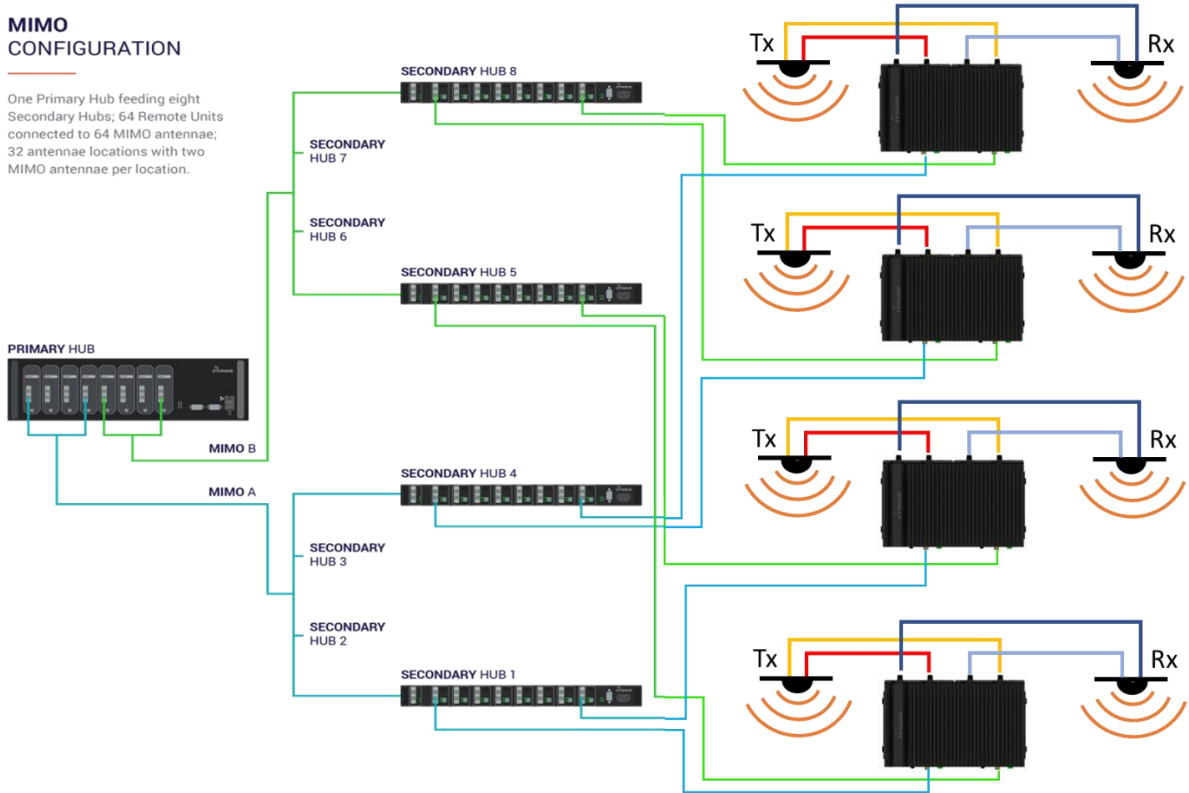 MIMO
CONFIGURATION
One Primary Hub feeding eight
Secondary Hubs; 64 Remote Units
connected to 64 MIMO antennae;
32 antennae locations with two
MIMO antennae per location.
SECONDARY HUB 8
SECONDARY
HUB 7
SECONDARY
HUB 6
SECONDARY HUB 5
PRIMARY HUB
MIMO B
MIMO A
SECONDARY HUB 4
SECONDARY
HUB 3
SECONDARY
HUB 2
SECONDARY HUB 1
Tx
Rx
Tx
Rx
Tx
Rx
Tx
Rx